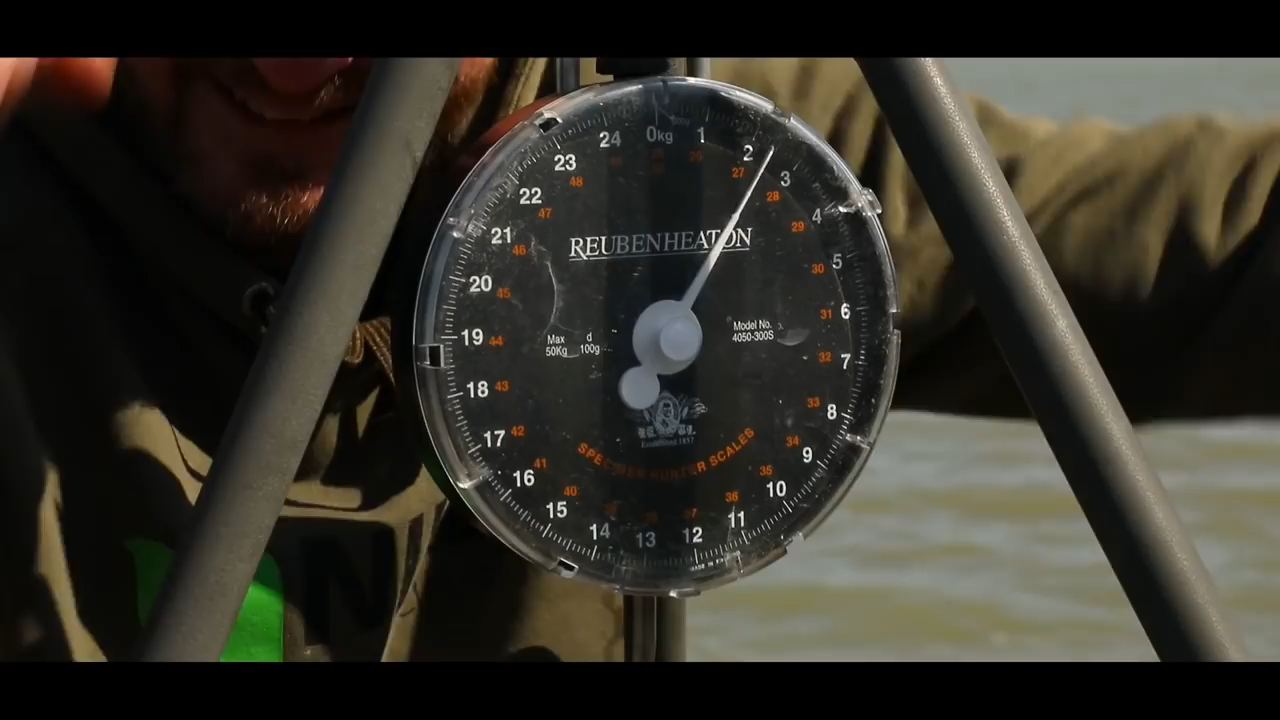 24 0kg 1
23 2
48 27 3
22 28
47 4
21 29
REUBENHEATON
46 5
20 30
45 6
31
19 44
Max d
50Kg 100g
Model No.
4050-300S
32 7
18 43
33 8
17 42
34 9
Established 1837
SPECIMEN HUNTER SCALES
16 41
35 10
15 40
36 11
14 13 12
N